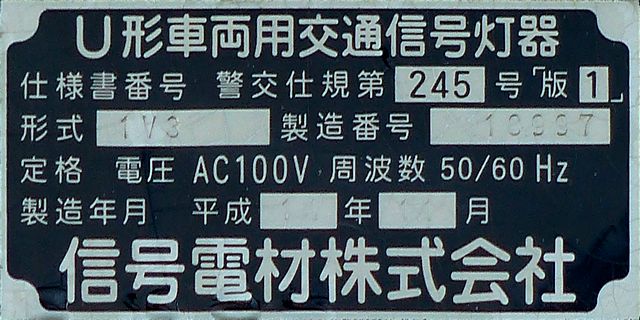 U形車両用交通信号灯器
仕様書番号 警交仕規第 245 号「版 1」
形式 1V3 製造番号
定格 電圧 AC100V 周波数 50/60 Hz
製造年月 平成 年 月
信号電材株式会社